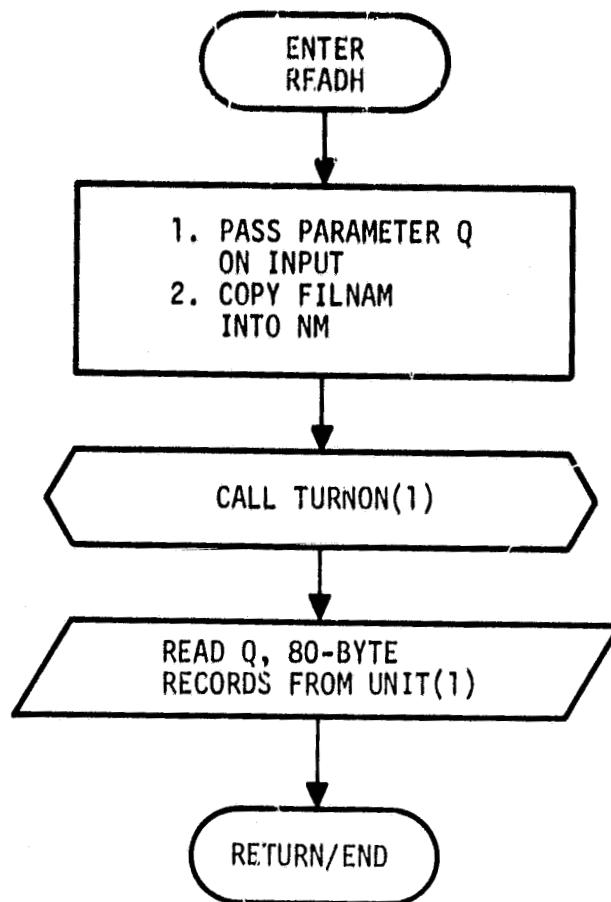 ENTER
READH
1. PASS PARAMETER Q
ON INPUT
2. COPY FILNAM
INTO NM
CALL TURNON(1)
READ Q, 80-BYTE
RECORDS FROM UNIT(1)
RETURN/END